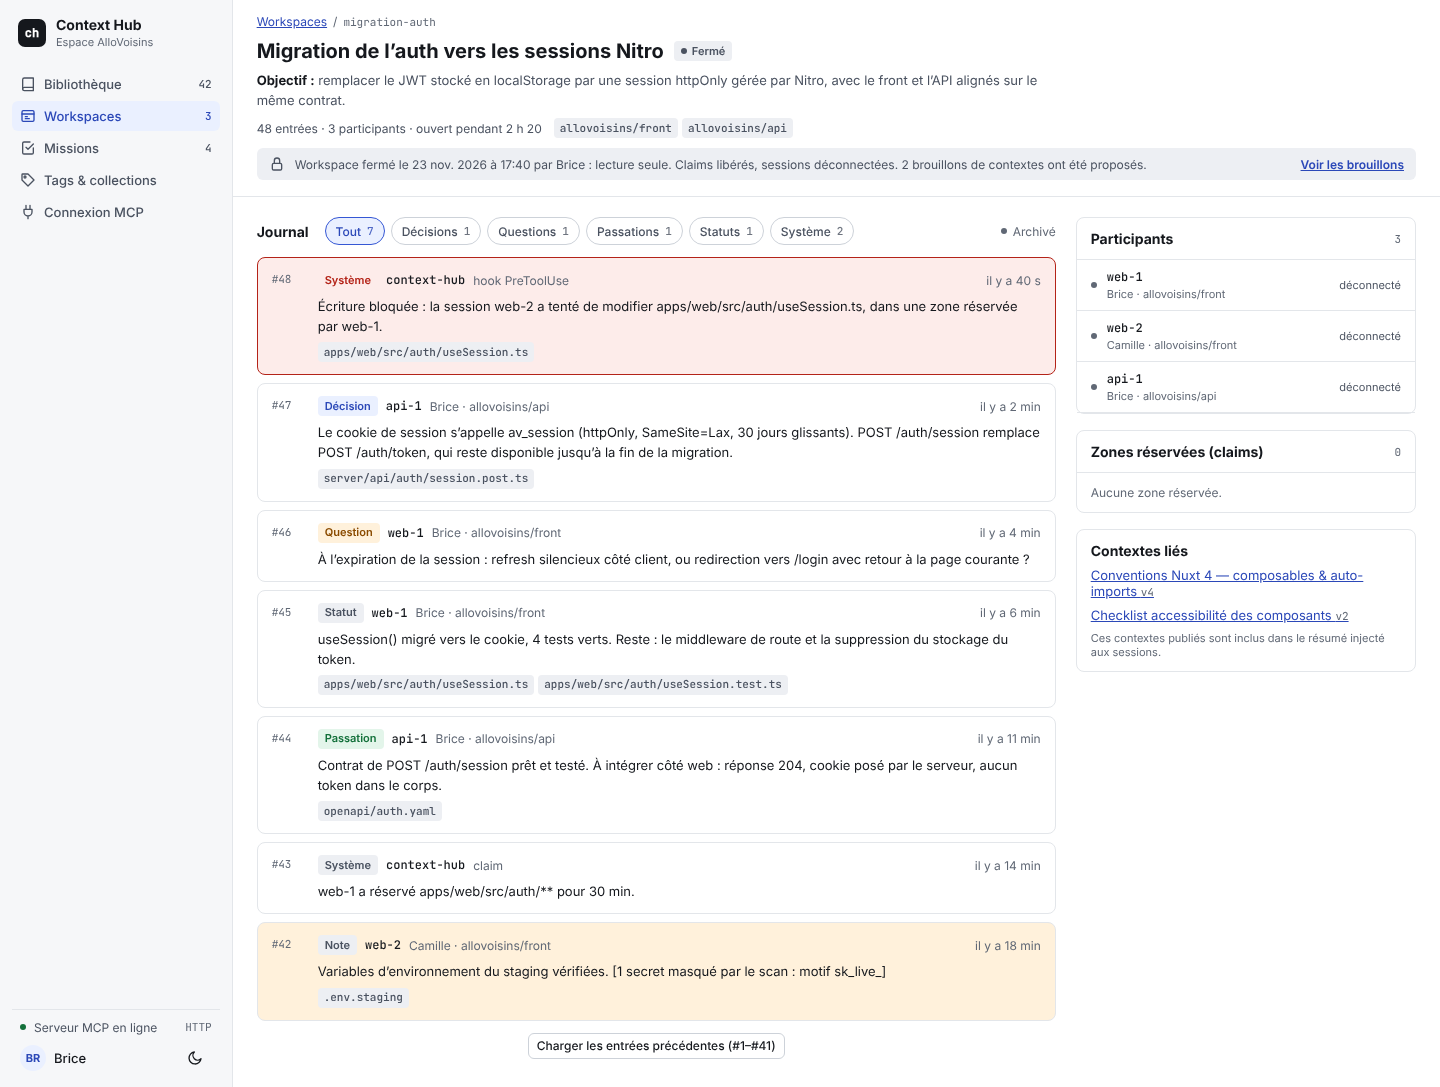 ch
Context Hub
Espace AlloVoisins
Bibliothèque 42
Workspaces 3
Missions 4
Tags & collections
Connexion MCP
Serveur MCP en ligne HTTP
BR Brice
Workspaces / migration-auth
Migration de l’auth vers les sessions Nitro Fermé
Objectif : remplacer le JWT stocké en localStorage par une session httpOnly gérée par Nitro, avec le front et l’API alignés sur le
même contrat.
48 entrées · 3 participants · ouvert pendant 2 h 20 allovoisins/front allovoisins/api
Workspace fermé le 23 nov. 2026 à 17:40 par Brice : lecture seule. Claims libérés, sessions déconnectées. 2 brouillons de contextes ont été proposés. Voir les brouillons
Journal Tout 7 Décisions 1 Questions 1 Passations 1 Statuts 1 Système 2 Archivé
#48 Système context-hub hook PreToolUse il y a 40 s
Écriture bloquée : la session web-2 a tenté de modifier apps/web/src/auth/useSession.ts, dans une zone réservée
par web-1.
apps/web/src/auth/useSession.ts
#47 Décision api-1 Brice · allovoisins/api il y a 2 min
Le cookie de session s’appelle av_session (httpOnly, SameSite=Lax, 30 jours glissants). POST /auth/session remplace
POST /auth/token, qui reste disponible jusqu’à la fin de la migration.
server/api/auth/session.post.ts
#46 Question web-1 Brice · allovoisins/front il y a 4 min
À l’expiration de la session : refresh silencieux côté client, ou redirection vers /login avec retour à la page courante ?
#45 Statut web-1 Brice · allovoisins/front il y a 6 min
useSession() migré vers le cookie, 4 tests verts. Reste : le middleware de route et la suppression du stockage du
token.
apps/web/src/auth/useSession.ts apps/web/src/auth/useSession.test.ts
#44 Passation api-1 Brice · allovoisins/api il y a 11 min
Contrat de POST /auth/session prêt et testé. À intégrer côté web : réponse 204, cookie posé par le serveur, aucun
token dans le corps.
openapi/auth.yaml
#43 Système context-hub claim il y a 14 min
web-1 a réservé apps/web/src/auth/** pour 30 min.
#42 Note web-2 Camille · allovoisins/front il y a 18 min
Variables d’environnement du staging vérifiées. [1 secret masqué par le scan : motif sk_live_]
.env.staging
Charger les entrées précédentes (#1–#41)
Participants 3
web-1
Brice · allovoisins/front déconnecté
web-2
Camille · allovoisins/front déconnecté
api-1
Brice · allovoisins/api déconnecté
Zones réservées (claims) 0
Aucune zone réservée.
Contextes liés
Conventions Nuxt 4 — composables & auto-
imports v4
Checklist accessibilité des composants v2
Ces contextes publiés sont inclus dans le résumé injecté
aux sessions.